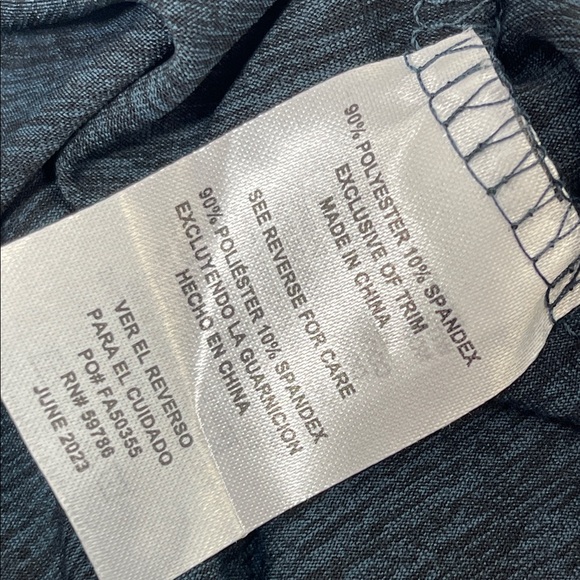 90% POLYESTER 10% SPANDEX
EXCLUSIVE OF TRIM
MADE IN CHINA
SEE REVERSE FOR CARE
90% POLIÉSTER 10% SPANDEX
EXCLUYENDO LA GUARNICION
HECHO EN CHINA
VER EL REVERSO
PARA EL CUIDADO
PO# FA50355
RN# 59786
JUNE 2023